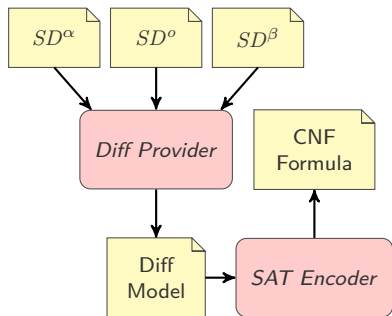 SD^α SD^o SD^β
Diff Provider
CNF
Formula
Diff
Model
SAT Encoder